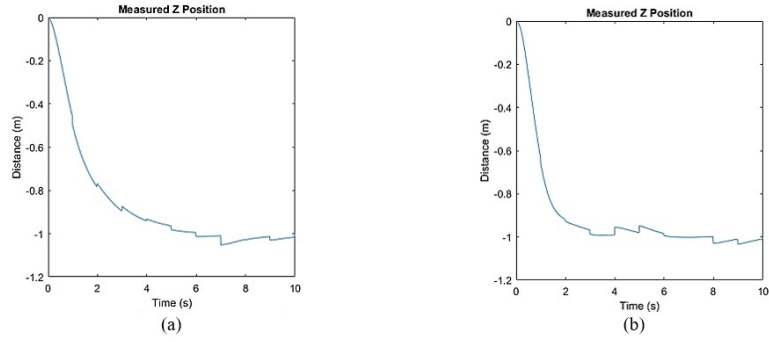 Measured Z Position
0
-0.2
-0.4
-0.6
-0.8
-1
-1.2
Distance (m)
0 2 4 6 8 10
Time (s)
(a)
Measured Z Position
0
-0.2
-0.4
-0.6
-0.8
-1
-1.2
Distance (m)
0 2 4 6 8 10
Time (s)
(b)